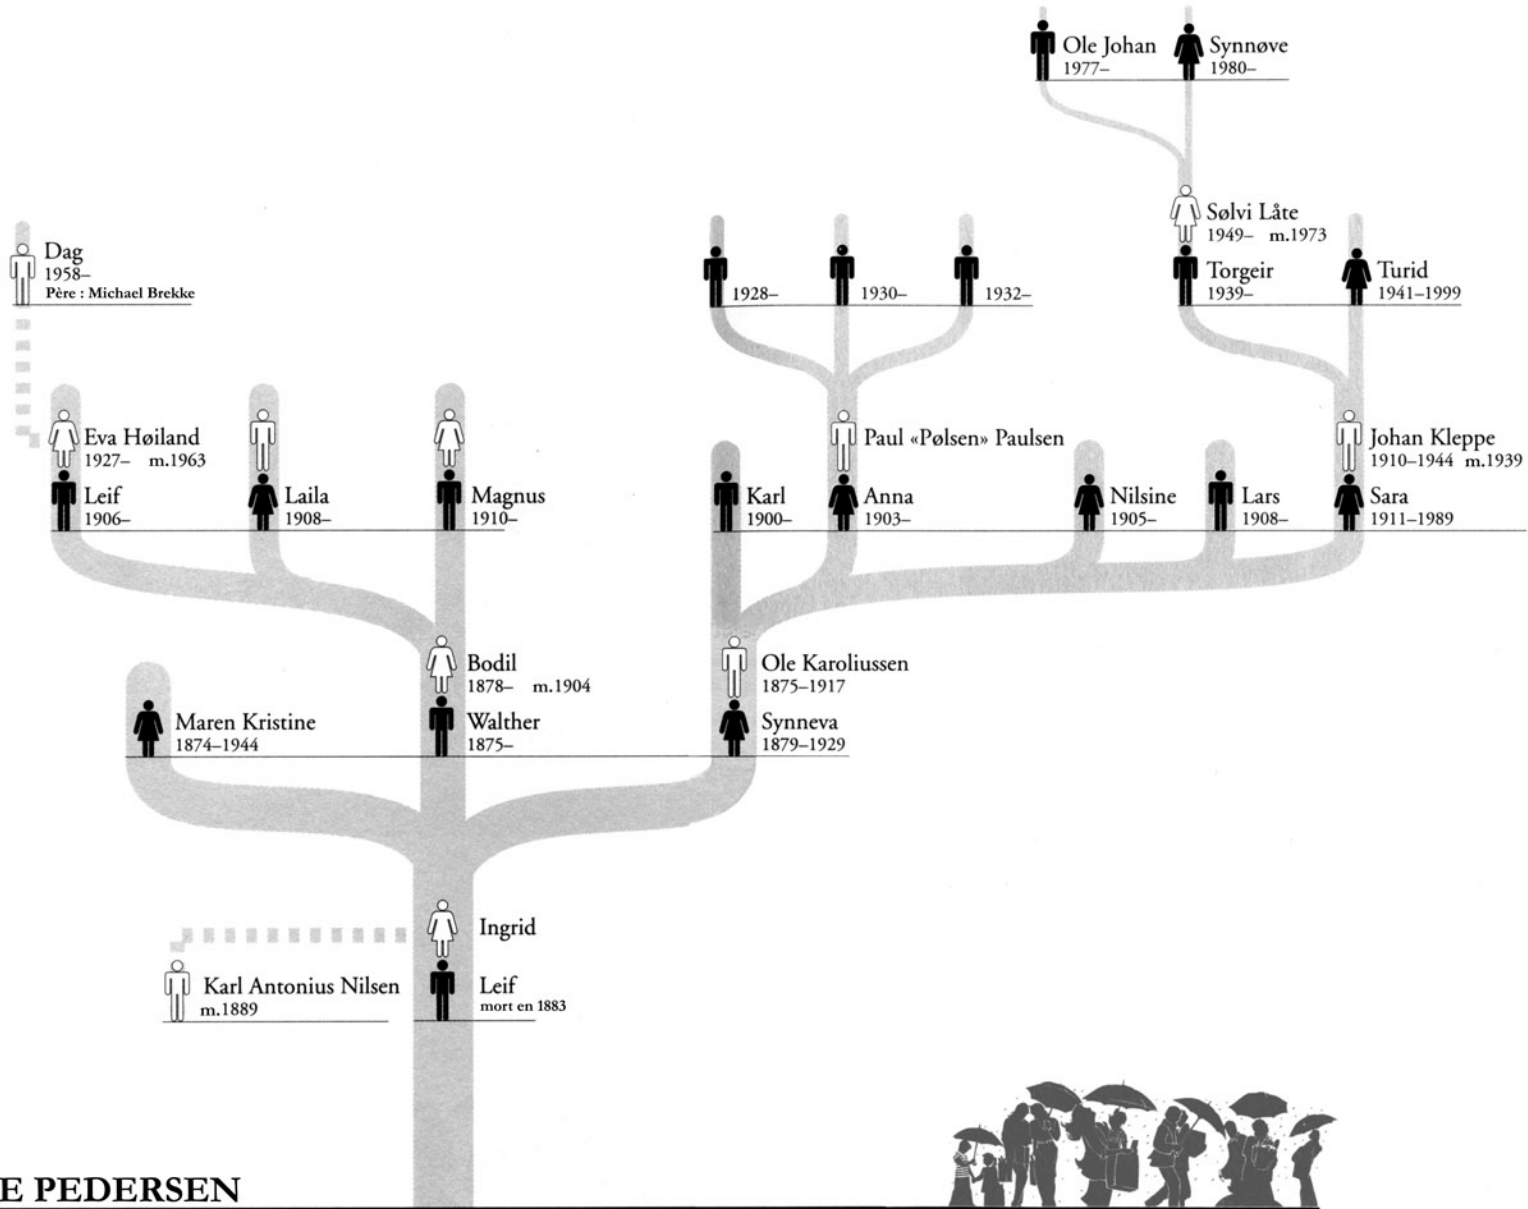 Ole Johan
1977–
Synnøve
1980–
Sølvi Låte
1949– m.1973
Torgeir
1939–
Turid
1941–1999
Dag
1958–
Père : Michael Brekke
1928–
1930–
1932–
Eva Høiland
1927– m.1963
Leif
1906–
Laila
1908–
Magnus
1910–
Paul «Pølsen» Paulsen
Karl
1900–
Anna
1903–
Nilsine
1905–
Lars
1908–
Johan Kleppe
1910–1944 m.1939
Sara
1911–1989
Bodil
1878– m.1904
Walther
1875–
Maren Kristine
1874–1944
Ole Karoliussen
1875–1917
Synneva
1879–1929
Ingrid
Karl Antonius Nilsen
m.1889
Leif
mort en 1883
E PEDERSEN